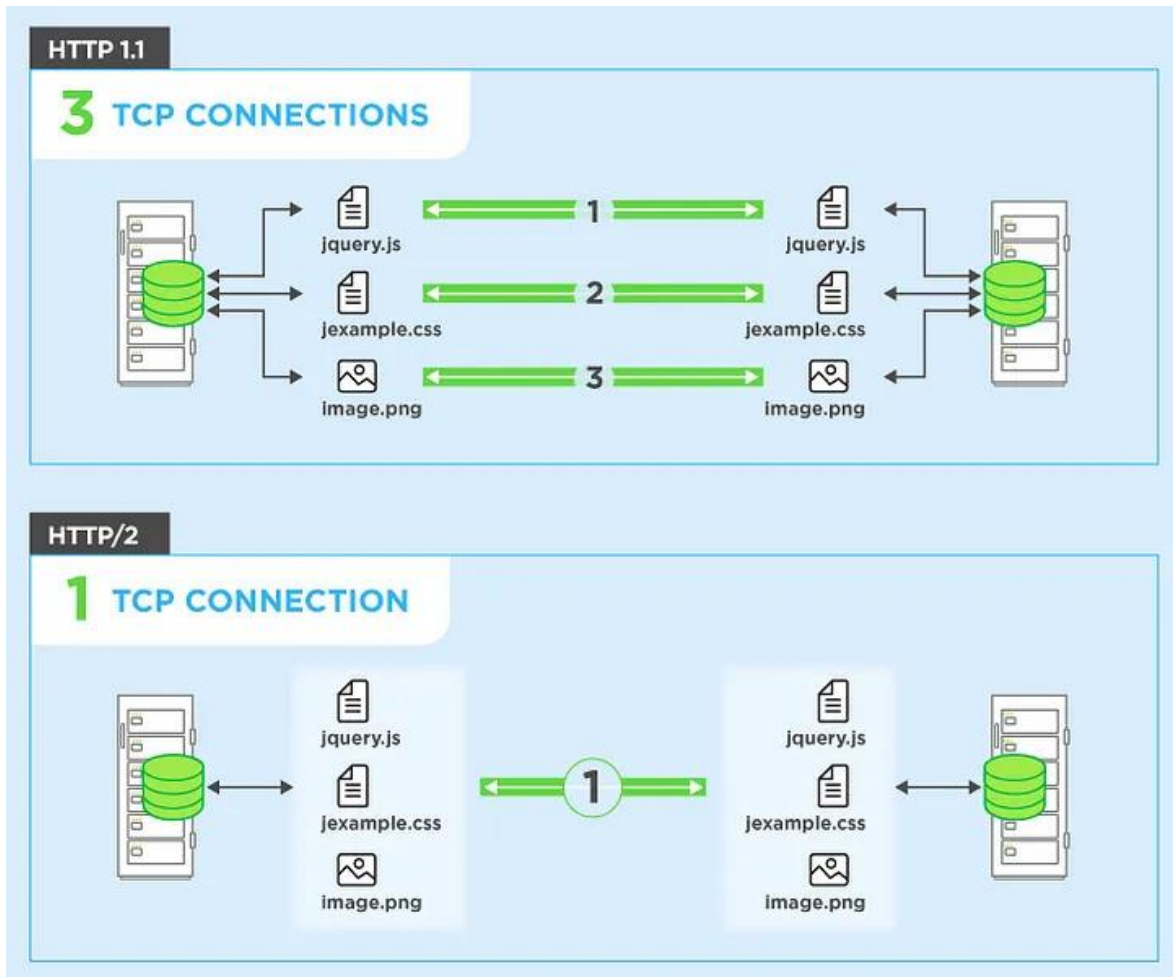 HTTP 1.1
3 TCP CONNECTIONS
1
jquery.js
jquery.js
2
jexample.css
jexample.css
3
image.png
image.png
HTTP/2
1 TCP CONNECTION
jquery.js
jquery.js
1
jexample.css
jexample.css
image.png
image.png